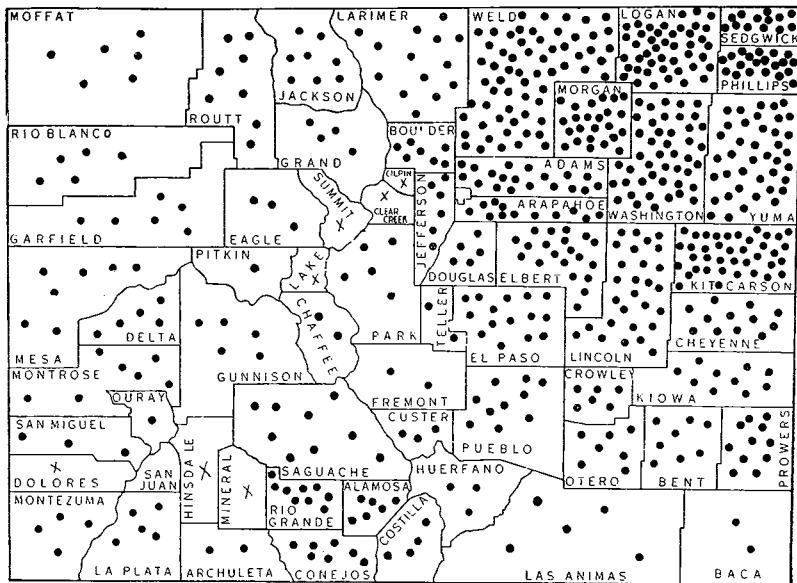 MOFFAT
LARIMER
WELD
LOGAN
SEDGWICK
PHILLIPS
ROUTT
JACKSON
MORGAN
RIO BLANCO
BOULDER
GRAND
ADAMS
GILPIN
SUMMIT
CLEAR CREEK
JEFFERSON
ARAPAHOE
WASHINGTON
YUMA
GARFIELD
EAGLE
PITKIN
LAKE
DOUGLAS
ELBERT
KIT CARSON
CHAFFEE
TELLER
DELTA
PARK
CHEYENNE
MESA
GUNNISON
EL PASO
LINCOLN
MONTROSE
CROWLEY
OURAY
FREMONT
KIOWA
SAN MIGUEL
CUSTER
PUEBLO
PROWERS
HINSDALE
SAGUACHE
HUERFANO
OTERO
BENT
DOLORES
SAN JUAN
MINERAL
MONTEZUMA
RIO GRANDE
ALAMOSA
COSTILLA
LA PLATA
ARCHULETA
CONEJOS
LAS ANIMAS
BACA